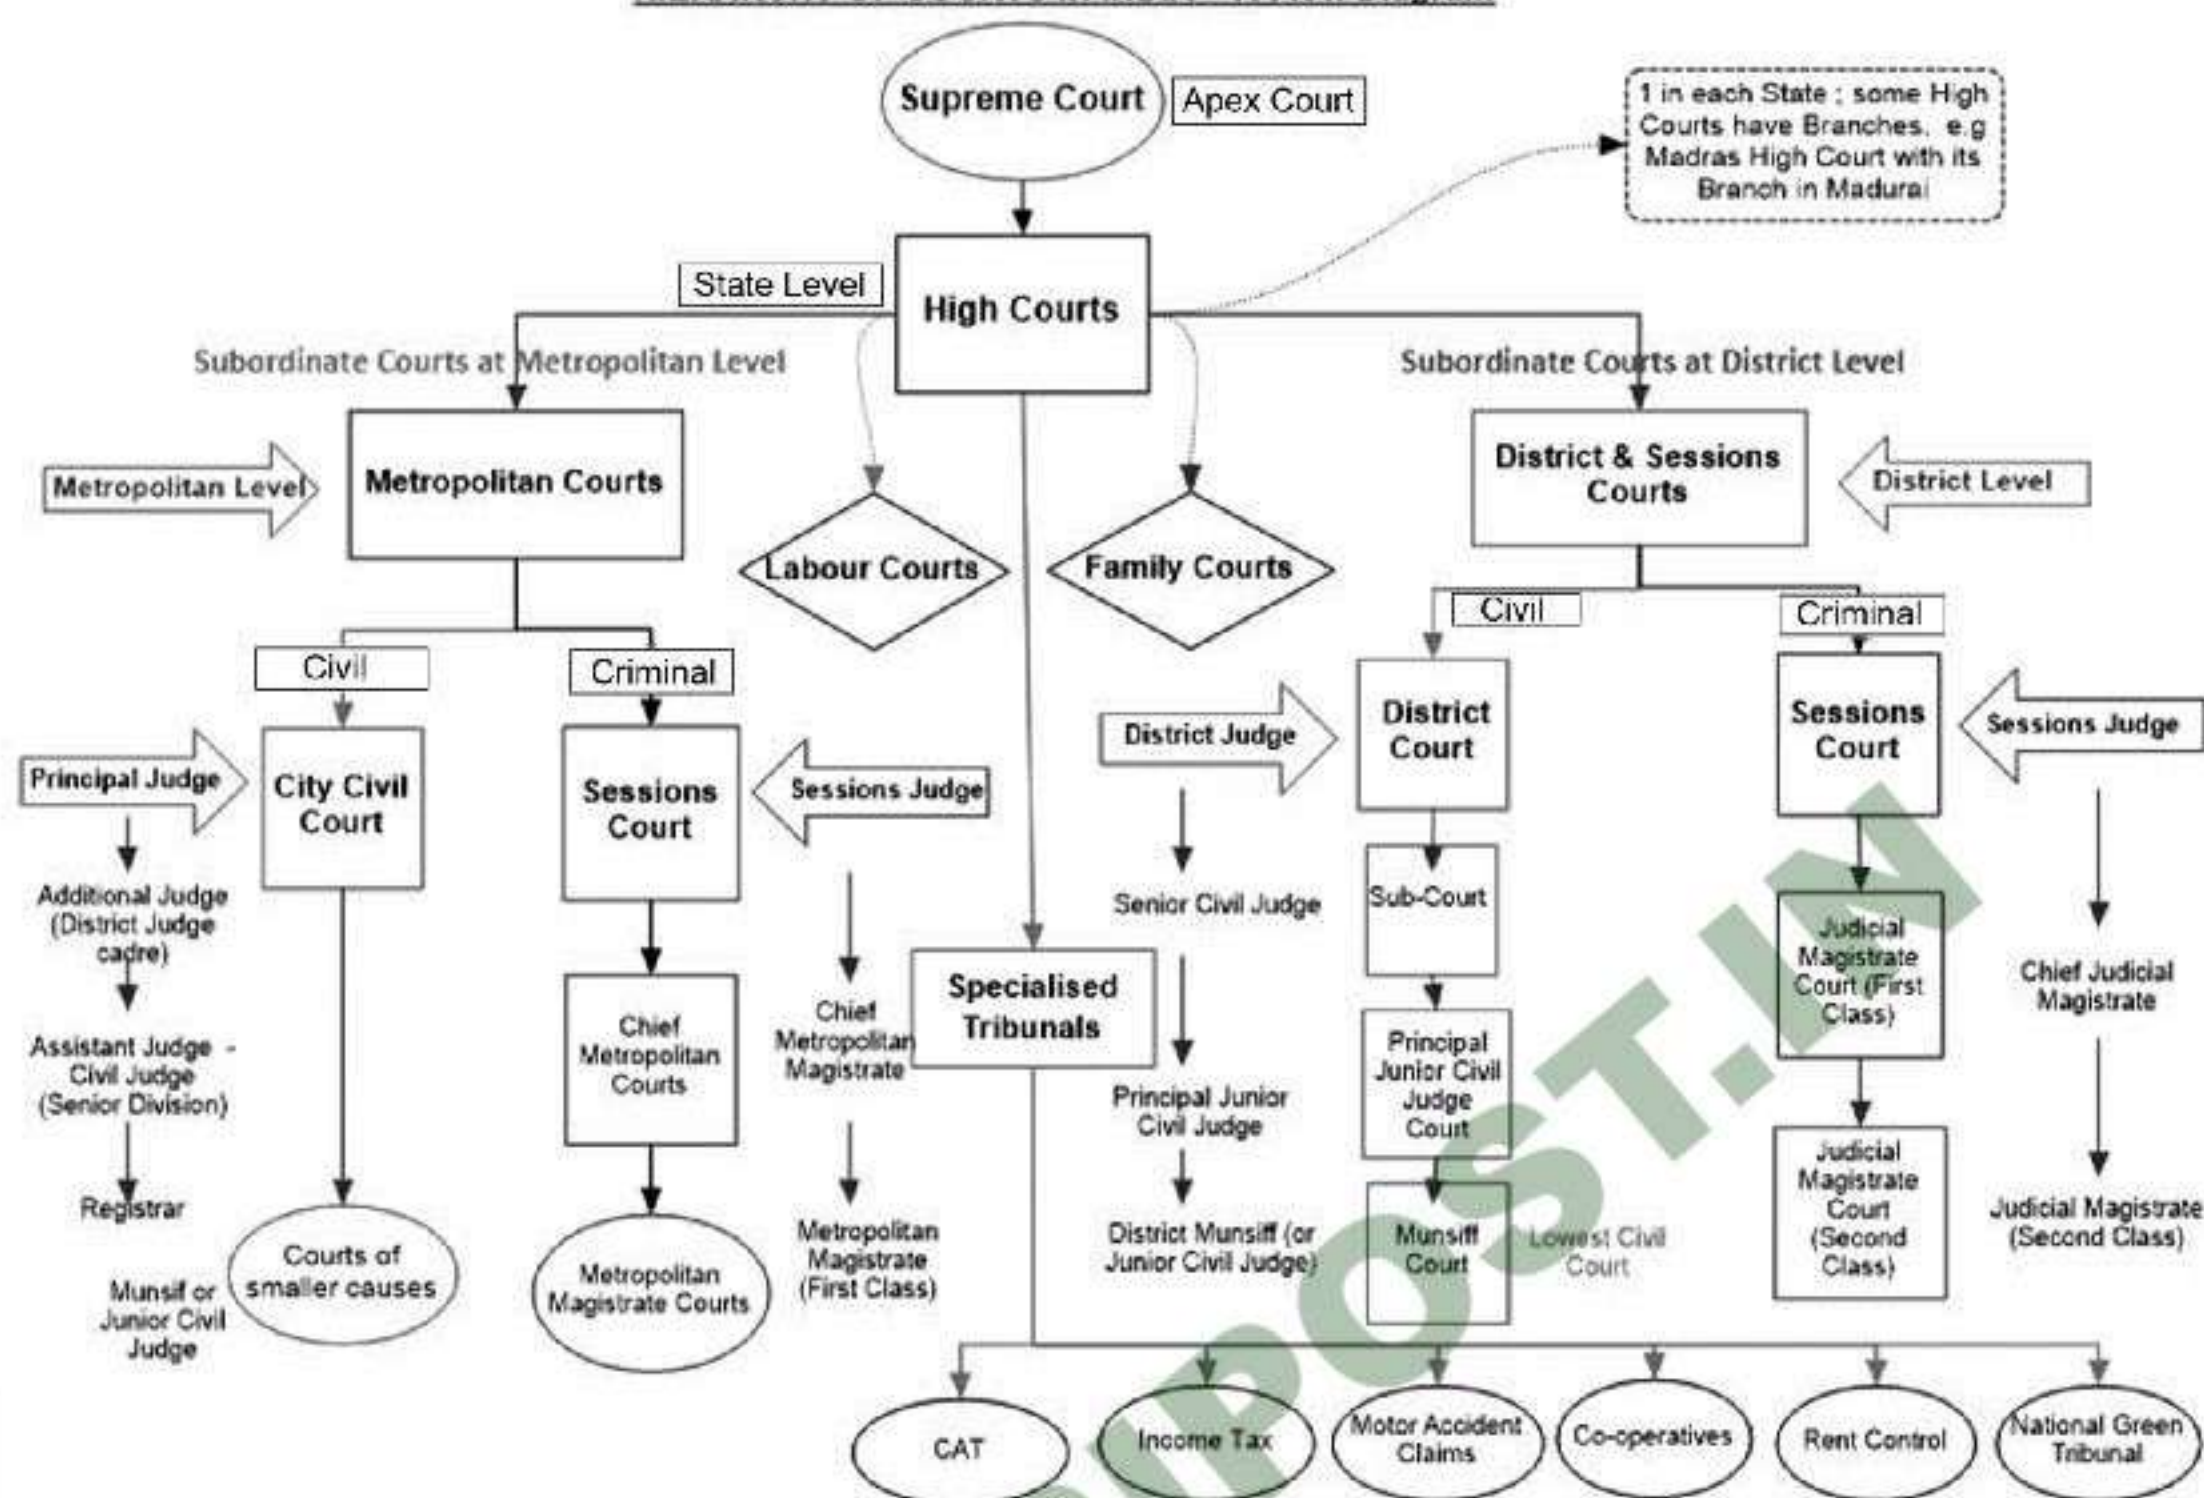 Supreme Court
Apex Court
1 in each State ; some High
Courts have Branches. e.g
Madras High Court with its
Branch in Madurai
State Level
High Courts
Subordinate Courts at Metropolitan Level
Subordinate Courts at District Level
Metropolitan Level
Metropolitan Courts
Labour Courts
Family Courts
District & Sessions
Courts
District Level
Civil
Criminal
Civil
Criminal
Principal Judge
City Civil
Court
Sessions
Court
Sessions Judge
District Judge
District
Court
Sessions
Court
Sessions Judge
Additional Judge
(District Judge
cadre)
Assistant Judge -
Civil Judge
(Senior Division)
Registrar
Munsif or
Junior Civil
Judge
Courts of
smaller causes
Chief
Metropolitan
Courts
Metropolitan
Magistrate Courts
Chief
Metropolitan
Magistrate
Metropolitan
Magistrate
(First Class)
Specialised
Tribunals
Senior Civil Judge
Principal Junior
Civil Judge
District Munsiff (or
Junior Civil Judge)
Sub-Court
Principal
Junior Civil
Judge
Court
Munsiff
Court
Lowest Civil
Court
Judicial
Magistrate
Court (First
Class)
Judicial
Magistrate
Court
(Second
Class)
Chief Judicial
Magistrate
Judicial Magistrate
(Second Class)
CAT
Income Tax
Motor Accident
Claims
Co-operatives
Rent Control
National Green
Tribunal
POST.IN